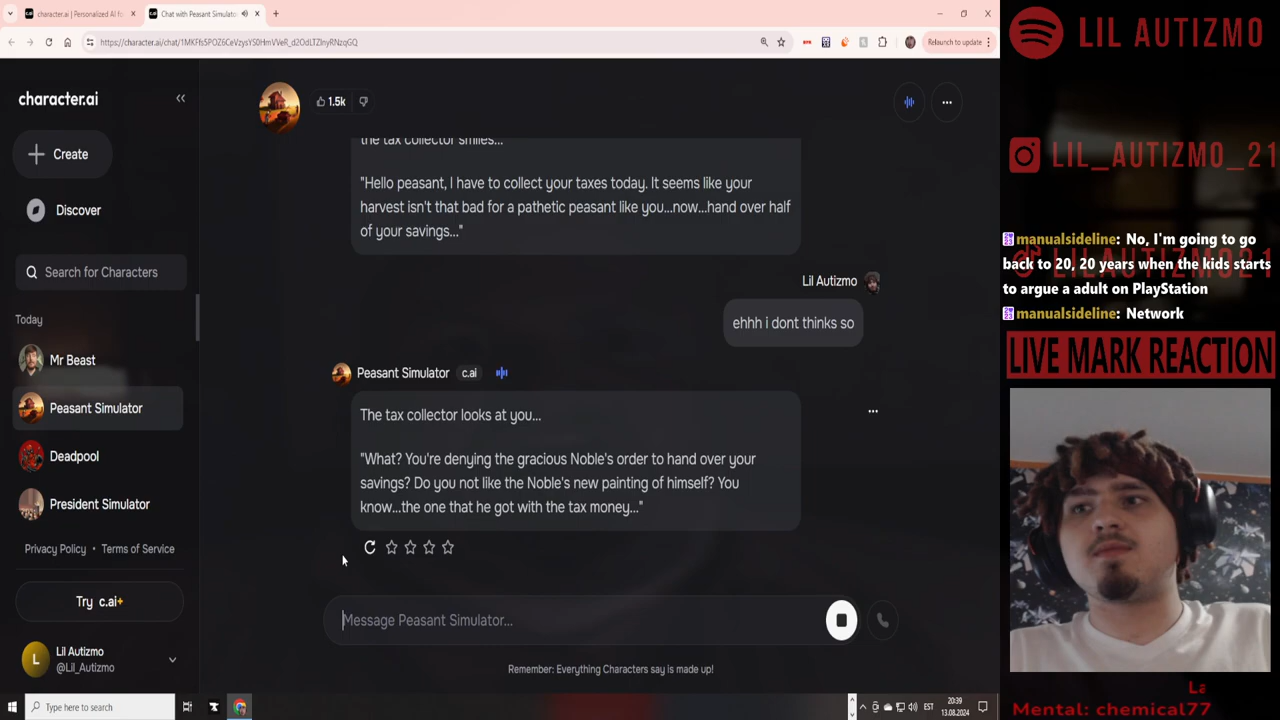 character.ai | Personalized AI f
Chat with Peasant Simulator
https://character.ai/chat/1MKFfs5POZ6CeVzysYS0HmVVeR_d2OdLTZlnyRNzqGQ
Relaunch to update
character.ai
1.5k
Create
Discover
Search for Characters
Today
Mr Beast
Peasant Simulator
Deadpool
President Simulator
Privacy Policy • Terms of Service
Try c.ai+
L
Lil Autizmo
@Lil_Autizmo
the tax collector smiles...
"Hello peasant, I have to collect your taxes today. It seems like your
harvest isn't that bad for a pathetic peasant like you...now...hand over half
of your savings..."
Lil Autizmo
ehhh i dont thinks so
Peasant Simulator c.ai
The tax collector looks at you...
"What? You're denying the gracious Noble's order to hand over your
savings? Do you not like the Noble's new painting of himself? You
know...the one that he got with the tax money..."
Message Peasant Simulator...
Remember: Everything Characters say is made up!
Type here to search
EST
20:39
13.08.2024
LIL AUTIZMO
LIL_AUTIZMO_21
manualsideline: No, I'm going to go
back to 20, 20 years when the kids starts
to argue a adult on PlayStation
LILAUTIZMO21
manualsideline: Network
LIVE MARK REACTION
La
Mental: chemical77